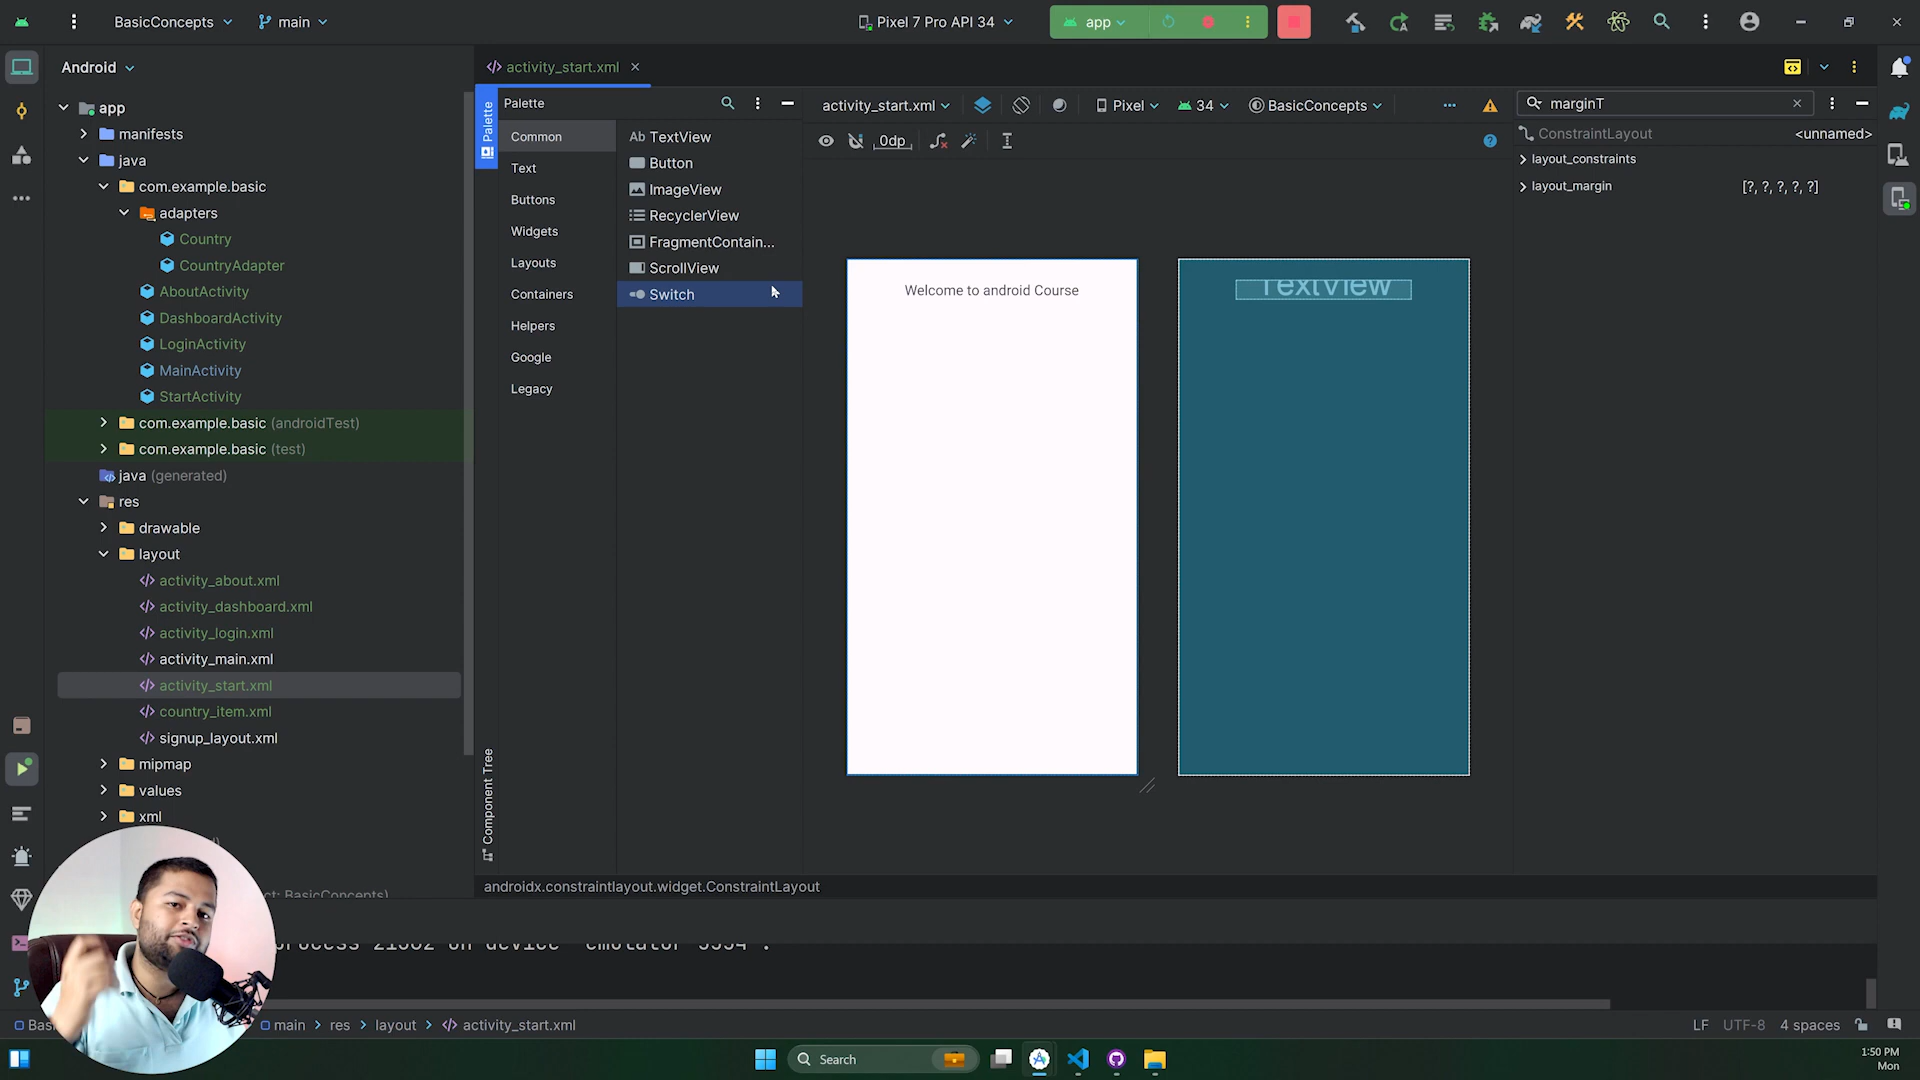 BasicConcepts
main
Pixel 7 Pro API 34
app
Android
activity_start.xml
app
manifests
java
com.example.basic
adapters
Country
CountryAdapter
AboutActivity
DashboardActivity
LoginActivity
MainActivity
StartActivity
com.example.basic (androidTest)
com.example.basic (test)
java (generated)
res
drawable
layout
activity_about.xml
activity_dashboard.xml
activity_login.xml
activity_main.xml
activity_start.xml
country_item.xml
signup_layout.xml
mipmap
values
xml
Palette
Component Tree
Palette
Common
Text
Buttons
Widgets
Layouts
Containers
Helpers
Google
Legacy
Ab TextView
Button
ImageView
RecyclerView
FragmentContain...
ScrollView
Switch
activity_start.xml
Pixel
34
BasicConcepts
0dp
Welcome to android Course
TextView
marginT
ConstraintLayout <unnamed>
layout_constraints
layout_margin [?, ?, ?, ?, ?]
androidx.constraintlayout.widget.ConstraintLayout
BasicConcepts)
main > res > layout > activity_start.xml
LF UTF-8 4 spaces
Search
1:50 PM
Mon